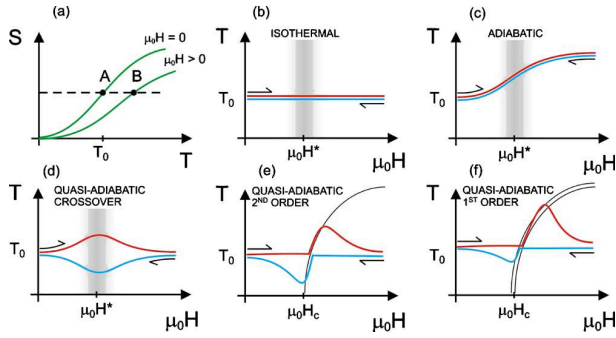 (a)
S
μ₀H = 0
μ₀H > 0
A
B
T₀
T
(b)
T
ISOTHERMAL
T₀
μ₀H*
μ₀H
(c)
T
ADIABATIC
T₀
μ₀H*
μ₀H
(d)
T
QUASI-ADIABATIC
CROSSOVER
T₀
μ₀H*
μ₀H
(e)
T
QUASI-ADIABATIC
2ND ORDER
T₀
μ₀Hc
μ₀H
(f)
T
QUASI-ADIABATIC
1ST ORDER
T₀
μ₀Hc
μ₀H